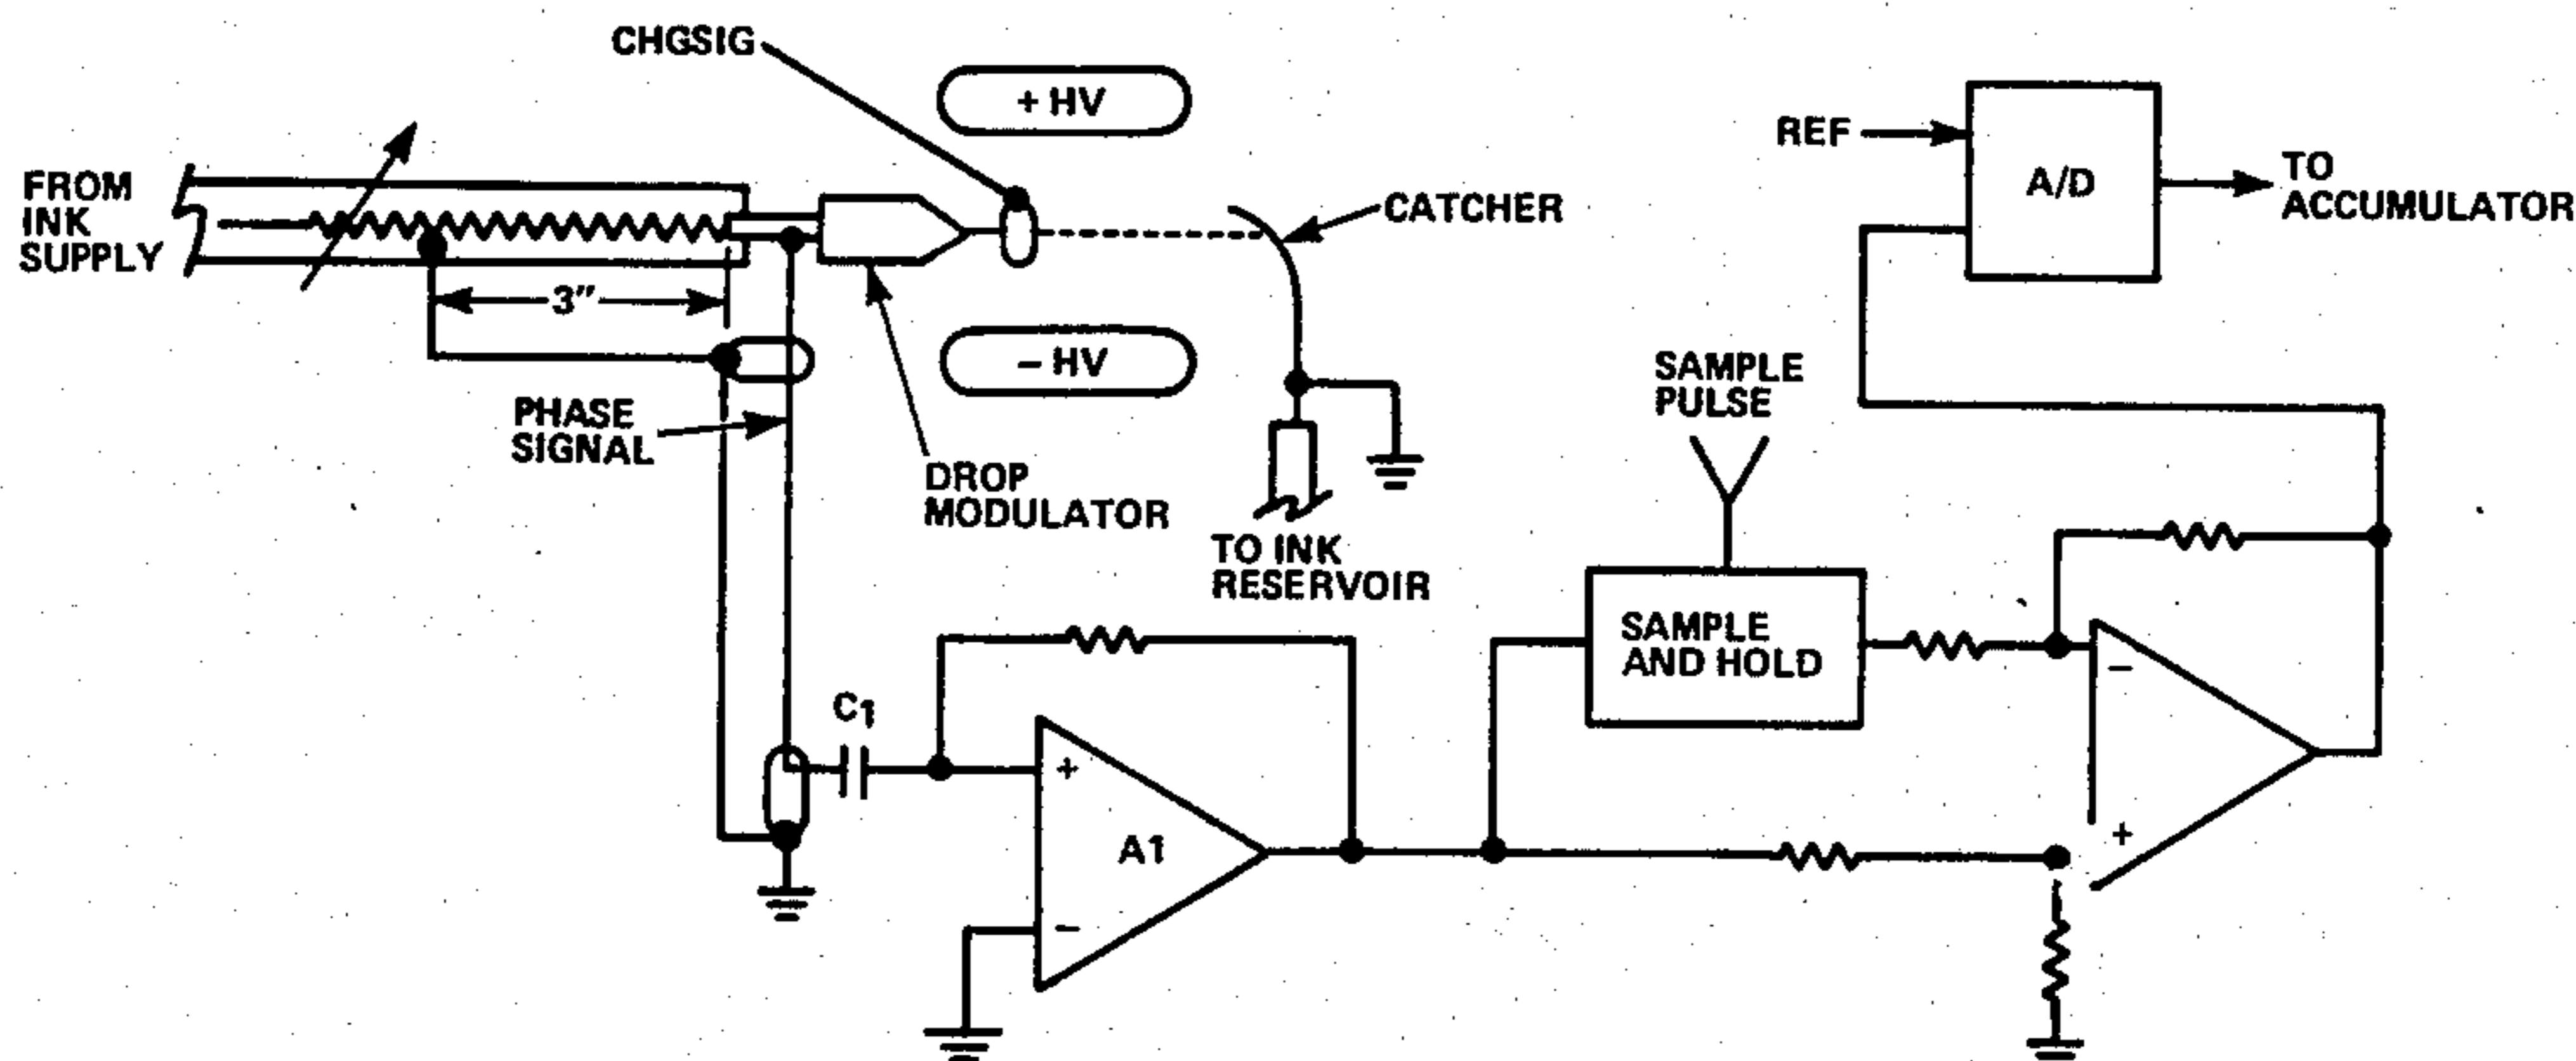 CHGSIG
+ HV
REF
A/D
TO
ACCUMULATOR
FROM
INK
SUPPLY
CATCHER
3"
- HV
PHASE
SIGNAL
DROP
MODULATOR
SAMPLE
PULSE
TO INK
RESERVOIR
SAMPLE
AND HOLD
C1
+
A1
-
-
+